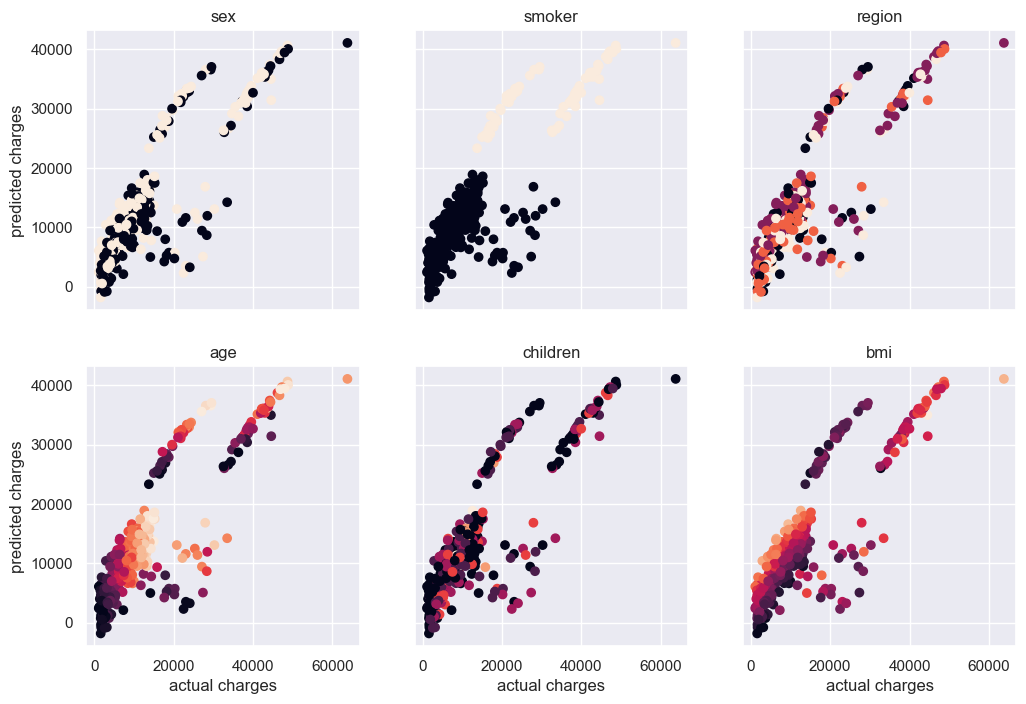 sex
smoker
region
predicted charges
40000
30000
20000
10000
0
age
children
bmi
predicted charges
40000
30000
20000
10000
0
0 20000 40000 60000
0 20000 40000 60000
0 20000 40000 60000
actual charges
actual charges
actual charges